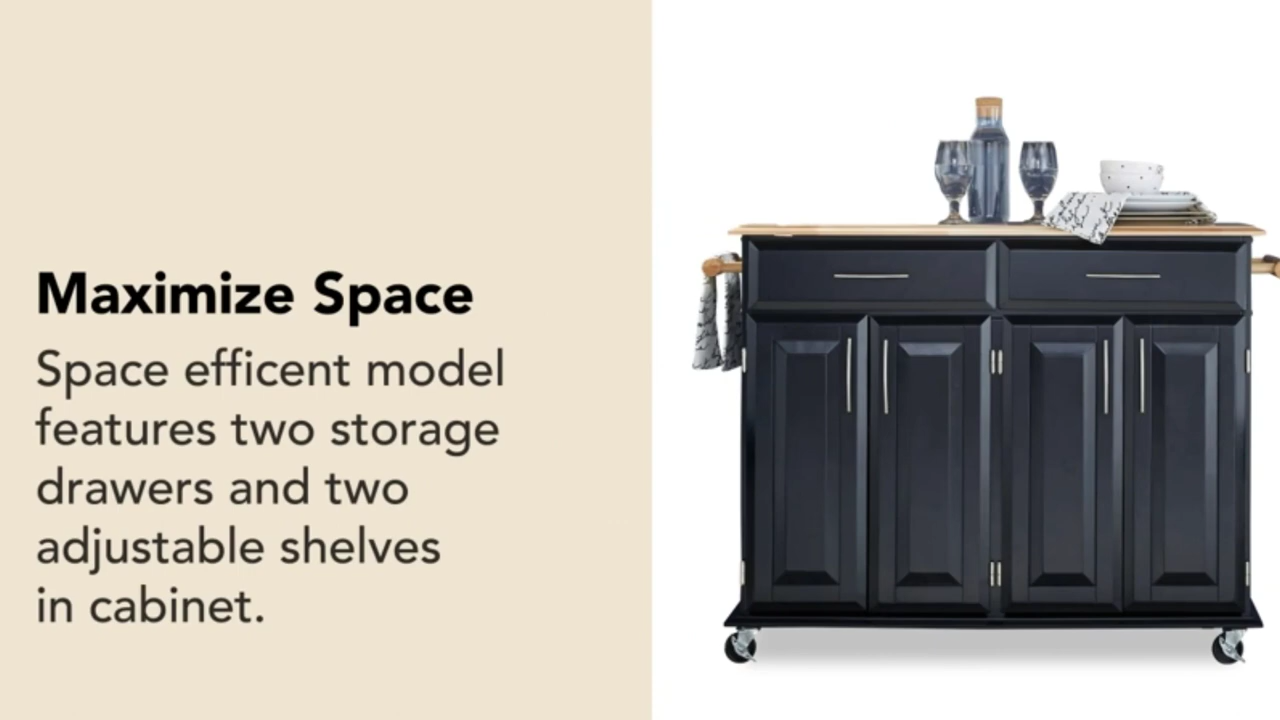 Maximize Space
Space efficent model
features two storage
drawers and two
adjustable shelves
in cabinet.